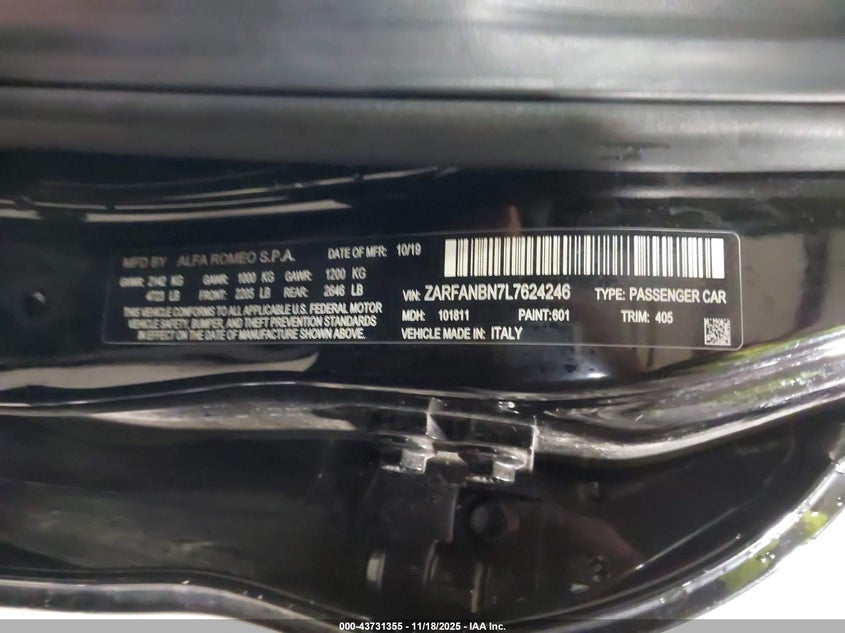 MFD BY ALFA ROMEO S.P.A. DATE OF MFR: 10/19
GVWR: 2142 KG GAWR: 1000 KG GAWR: 1200 KG
4723 LB FRONT: 2205 LB REAR: 2646 LB
THIS VEHICLE CONFORMS TO ALL APPLICABLE U.S. FEDERAL MOTOR
VEHICLE SAFETY, BUMPER, AND THEFT PREVENTION STANDARDS
IN EFFECT ON THE DATE OF MANUFACTURE SHOWN ABOVE.
VIN: ZARFANBN7L7624246 TYPE: PASSENGER CAR
MDH: 101811 PAINT:601 TRIM: 405
VEHICLE MADE IN: ITALY
000-43731355 - 11/18/2025 - IAA Inc.